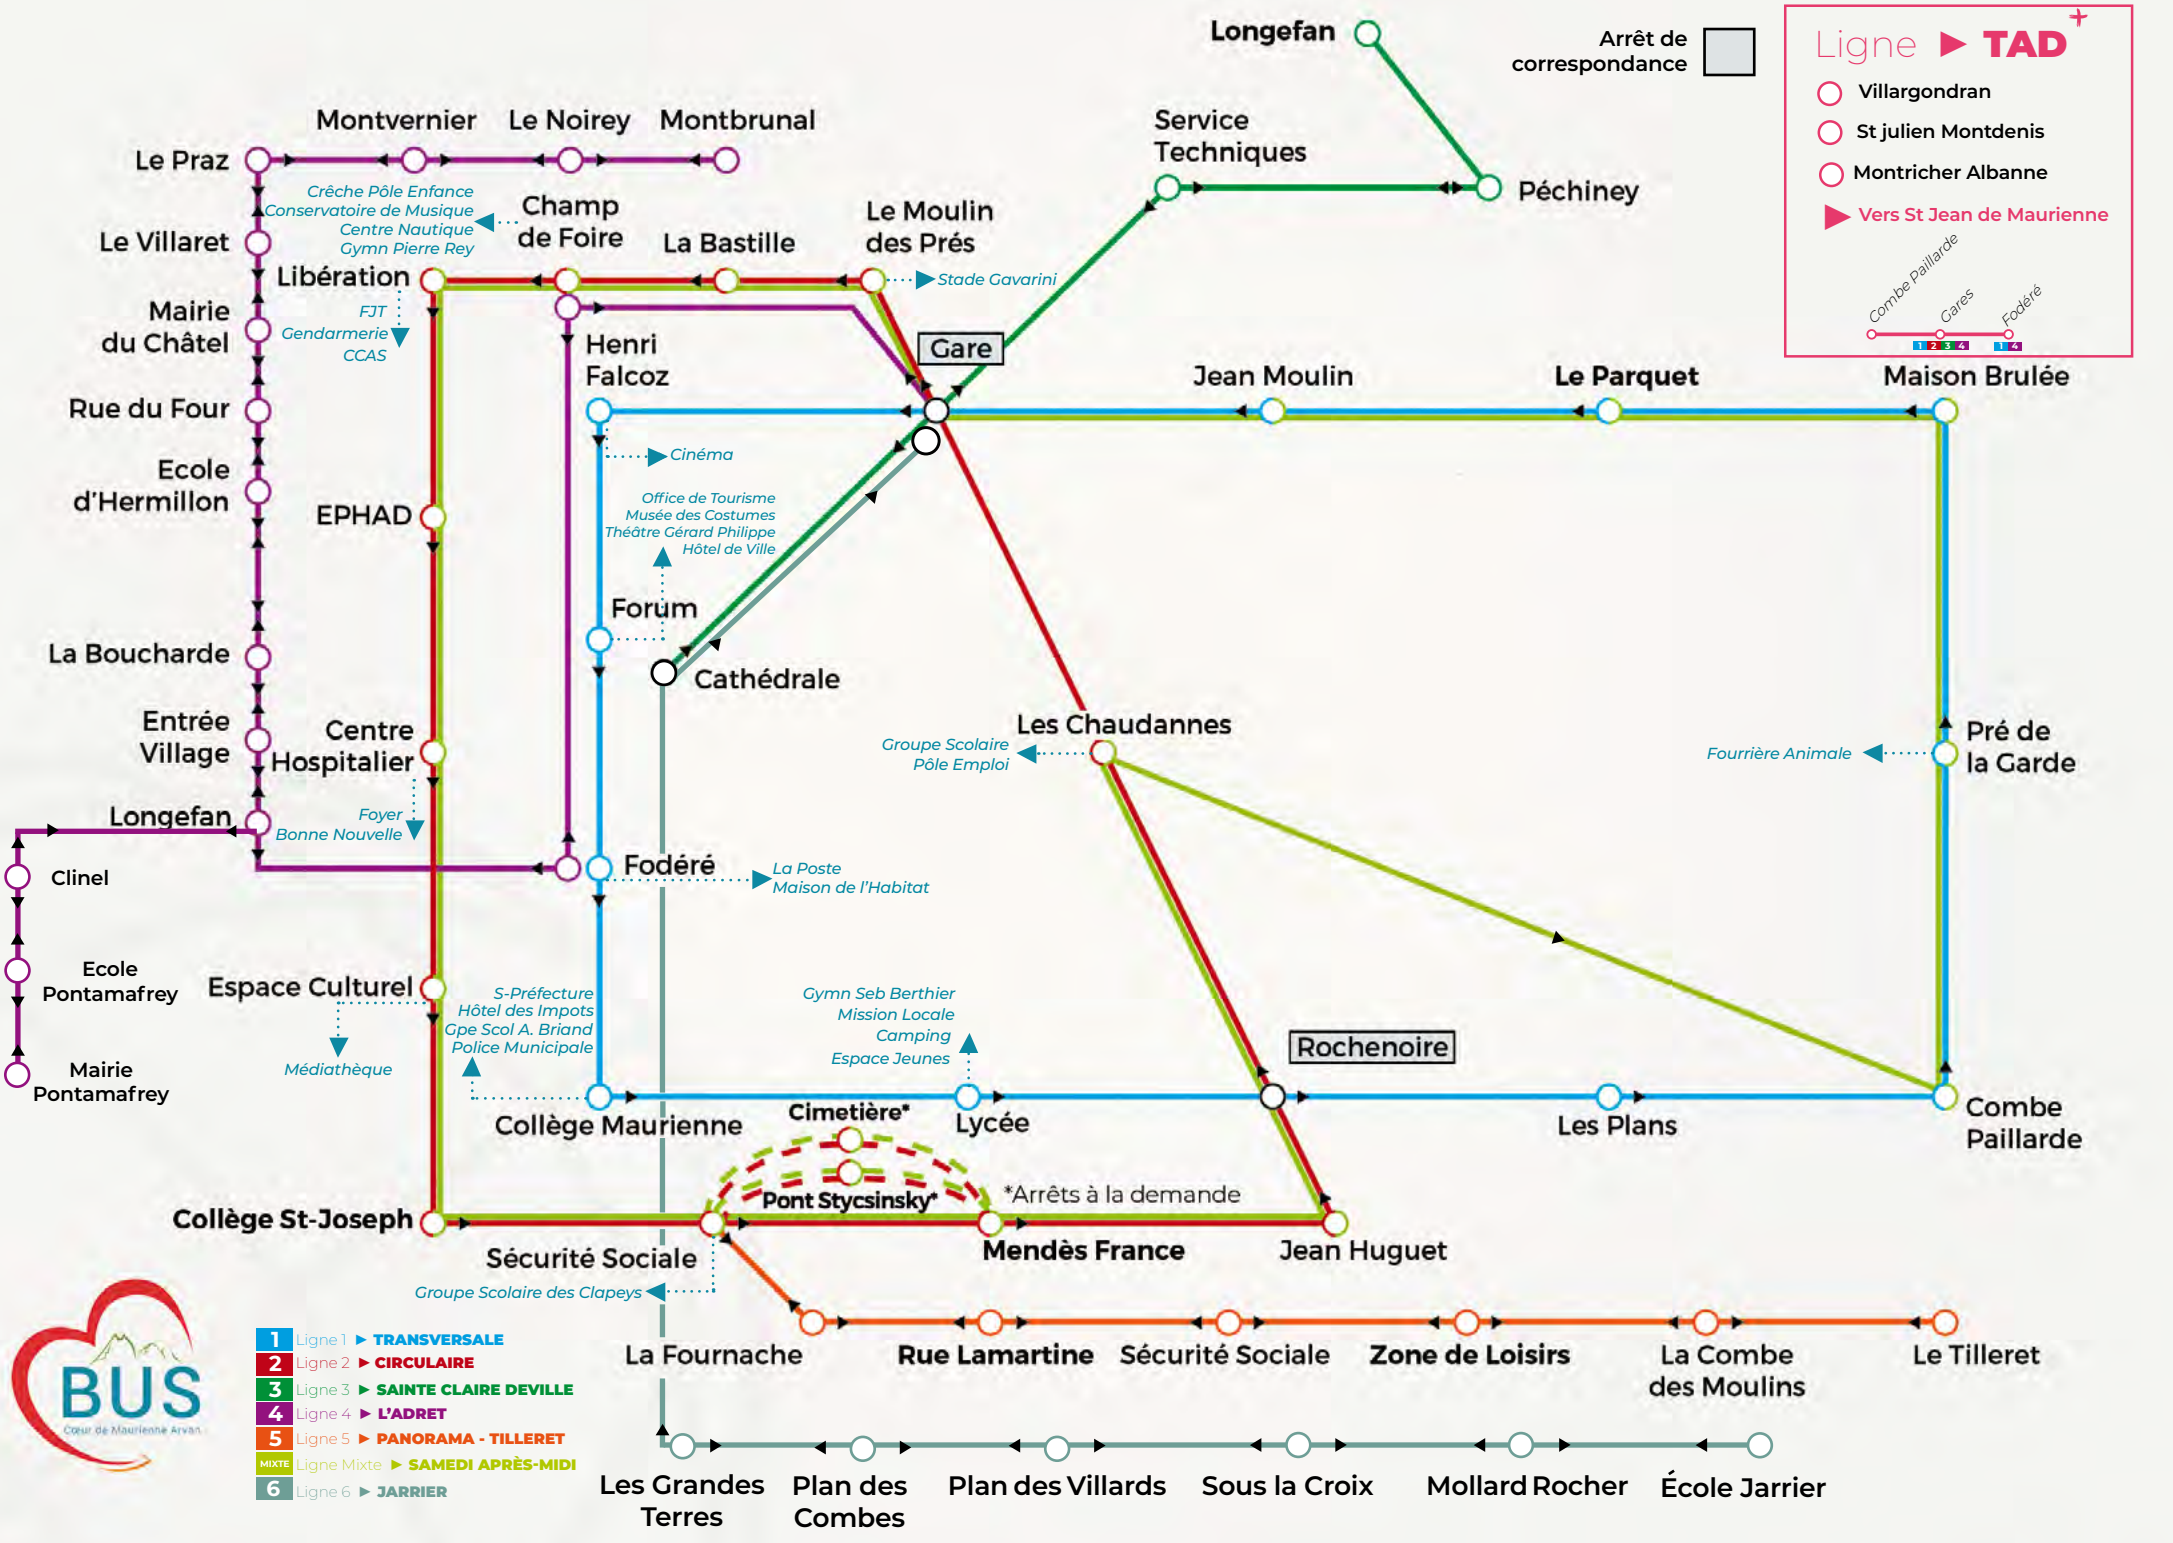 Longefan
Arrêt de
correspondance
Ligne ► TAD+
Villargondran
St julien Montdenis
Montricher Albanne
Vers St Jean de Maurienne
Combe Paillarde
Gares
Fodéré
1 2 3 4
1 4
Montvernier
Le Noirey
Montbrunal
Le Praz
Service
Techniques
Péchiney
Crêche Pôle Enfance
Conservatoire de Musique
Centre Nautique
Gymn Pierre Rey
Champ
de Foire
La Bastille
Le Moulin
des Prés
Le Villaret
Libération
Stade Gavarini
FJT
Gendarmerie
CCAS
Mairie
du Châtel
Henri
Falcoz
Gare
Jean Moulin
Le Parquet
Maison Brulée
Rue du Four
Cinéma
Ecole
d'Hermillon
EPHAD
Office de Tourisme
Musée des Costumes
Théâtre Gérard Philippe
Hôtel de Ville
Forum
La Boucharde
Cathédrale
Entrée
Village
Centre
Hospitalier
Les Chaudannes
Groupe Scolaire
Pôle Emploi
Fourrière Animale
Pré de
la Garde
Longefan
Foyer
Bonne Nouvelle
Clinel
Fodéré
La Poste
Maison de l'Habitat
Ecole
Pontamafrey
Espace Culturel
S-Préfecture
Hôtel des Impots
Gpe Scol A. Briand
Police Municipale
Gymn Seb Berthier
Mission Locale
Camping
Espace Jeunes
Médiathèque
Rochenoire
Mairie
Pontamafrey
Collège Maurienne
Cimetière*
Lycée
Les Plans
Combe
Paillarde
Pont Stycsinsky*
*Arrêts à la demande
Collège St-Joseph
Sécurité Sociale
Mendès France
Jean Huguet
Groupe Scolaire des Clapeys
La Fournache
Rue Lamartine
Sécurité Sociale
Zone de Loisirs
La Combe
des Moulins
Le Tilleret
BUS
Cœur de Maurienne Arvan
1 Ligne 1 ► TRANSVERSALE
2 Ligne 2 ► CIRCULAIRE
3 Ligne 3 ► SAINTE CLAIRE DEVILLE
4 Ligne 4 ► L'ADRET
5 Ligne 5 ► PANORAMA - TILLERET
MIXTE Ligne Mixte ► SAMEDI APRÈS-MIDI
6 Ligne 6 ► JARRIER
Les Grandes
Terres
Plan des
Combes
Plan des Villards
Sous la Croix
Mollard Rocher
École Jarrier